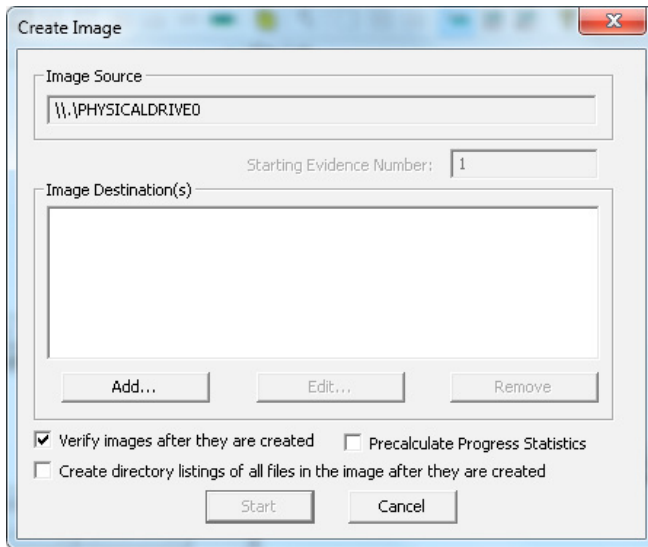 Create Image
Image Source
\\.\PHYSICALDRIVE0
Starting Evidence Number: 1
Image Destination(s)
Add... Edit... Remove
Verify images after they are created Precalculate Progress Statistics
Create directory listings of all files in the image after they are created
Start Cancel